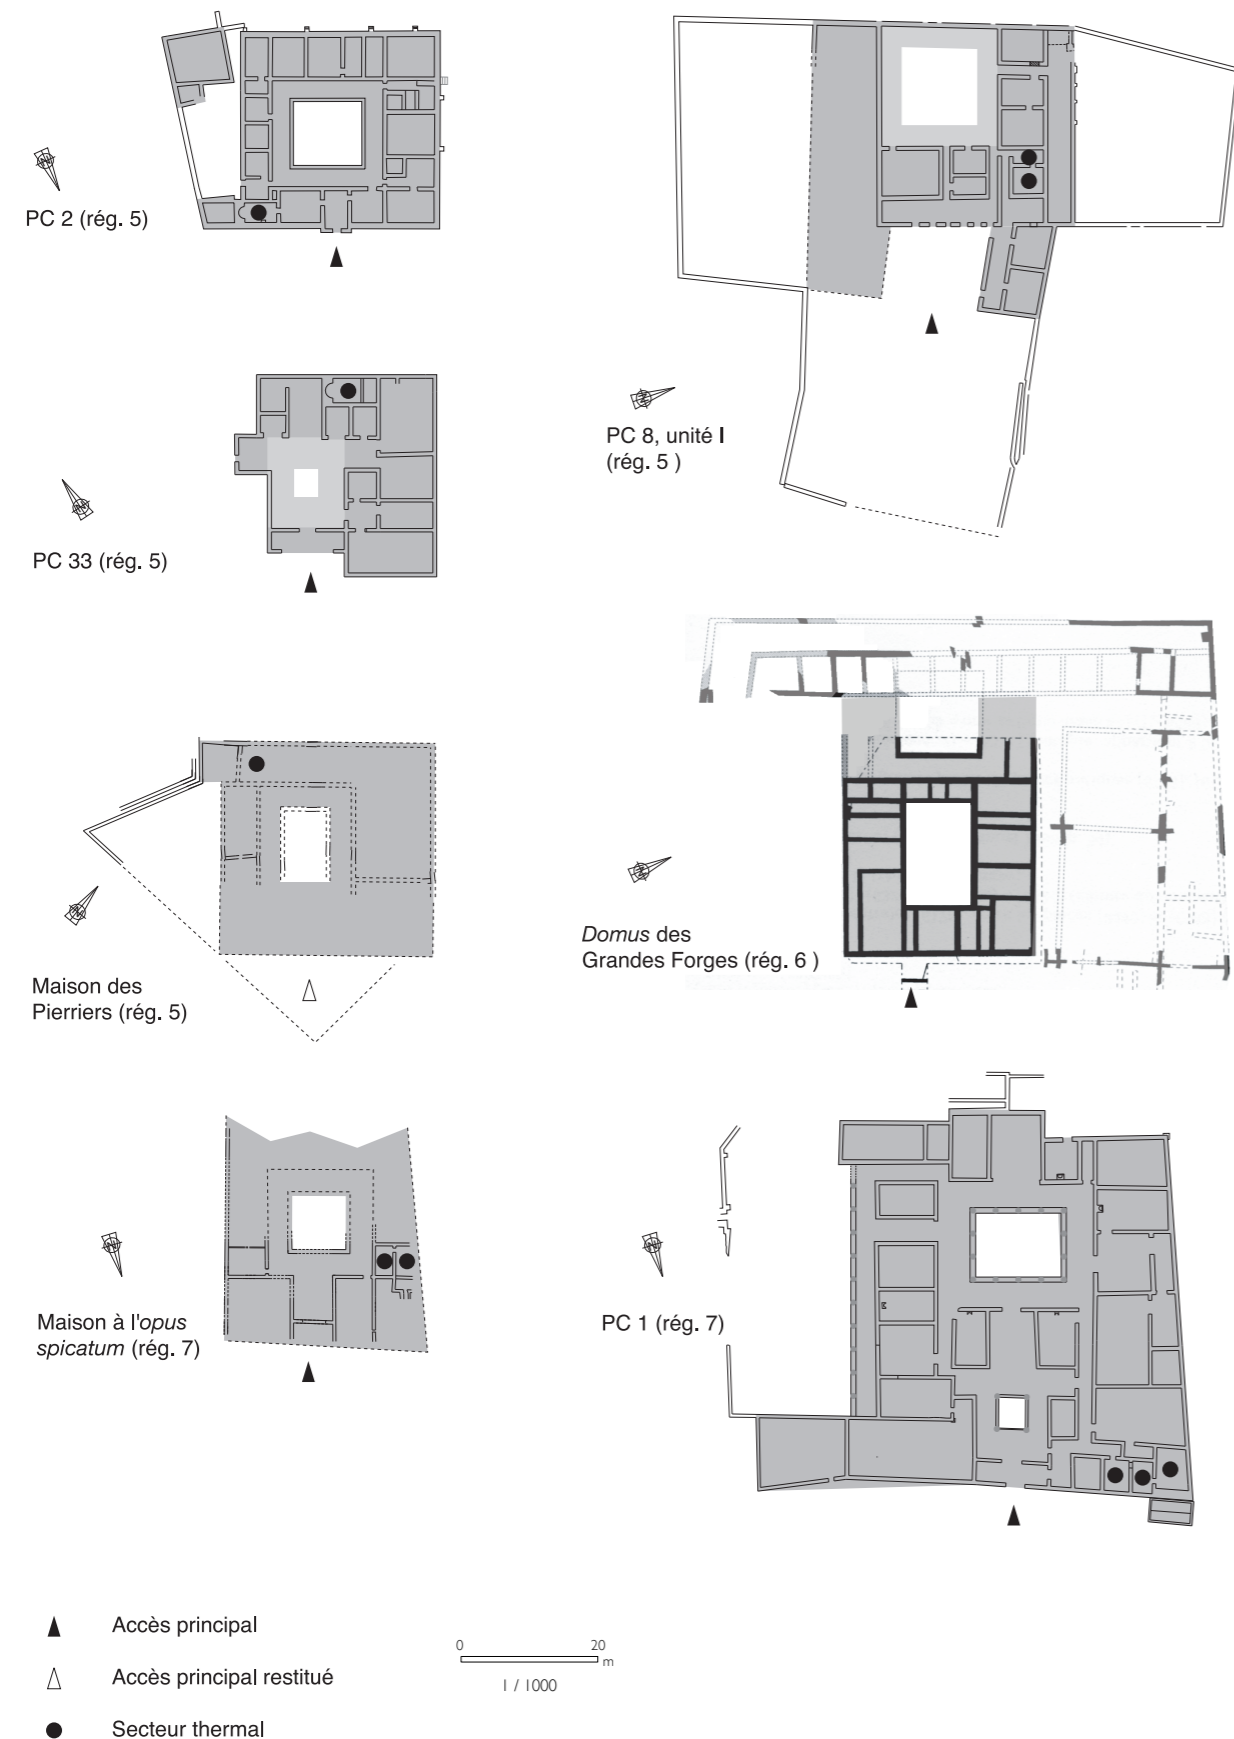 PC 2 (rég. 5)
PC 8, unité I
(rég. 5 )
PC 33 (rég. 5)
Domus des
Grandes Forges (rég. 6 )
Maison des
Pierriers (rég. 5)
Maison à l'opus
spicatum (rég. 7)
PC 1 (rég. 7)
Accès principal
Accès principal restitué
Secteur thermal
0 20
m
1 / 1000